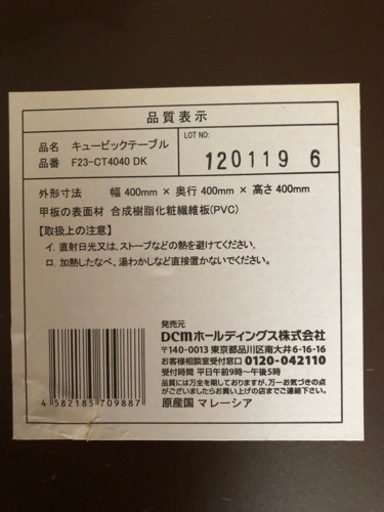 品質表示
品名 キュービックテーブル
品番 F23-CT4040 DK
LOT NO:
120119 6
外形寸法 幅 400mm × 奥行 400mm × 高さ 400mm
甲板の表面材 合成樹脂化粧繊維板(PVC)
【取扱上の注意】
イ. 直射日光又は、ストーブなどの熱を避けてください。
ロ. 加熱したなべ、湯わかしなど直接置かないでください。
発売元
DCMホールディングス株式会社
〒140-0013 東京都品川区南大井6-16-16
お客様相談室受付窓口 0120-042110
受付時間 平日午前9時〜午後5時
品質には万全を期しておりますが、万一お気づきの点
がございましたらお買い上げの店までご連絡下さい。
原産国 マレーシア
4 582185 709887